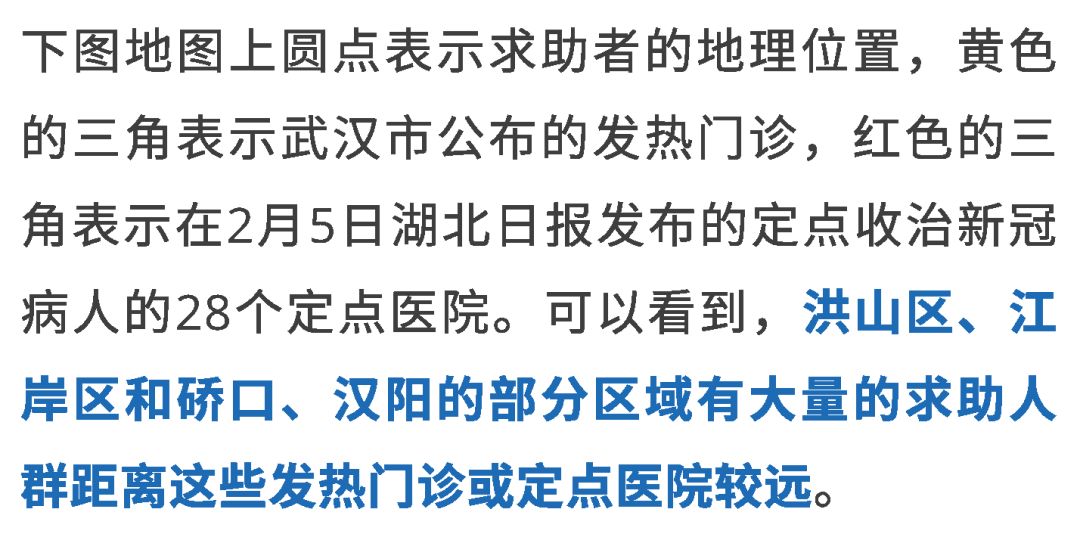 下图地图上圆点表示求助者的地理位置，黄色
的三角表示武汉市公布的发热门诊，红色的三
角表示在2月5日湖北日报发布的定点收治新冠
病人的28个定点医院。可以看到，洪山区、江
岸区和硚口、汉阳的部分区域有大量的求助人
群距离这些发热门诊或定点医院较远。